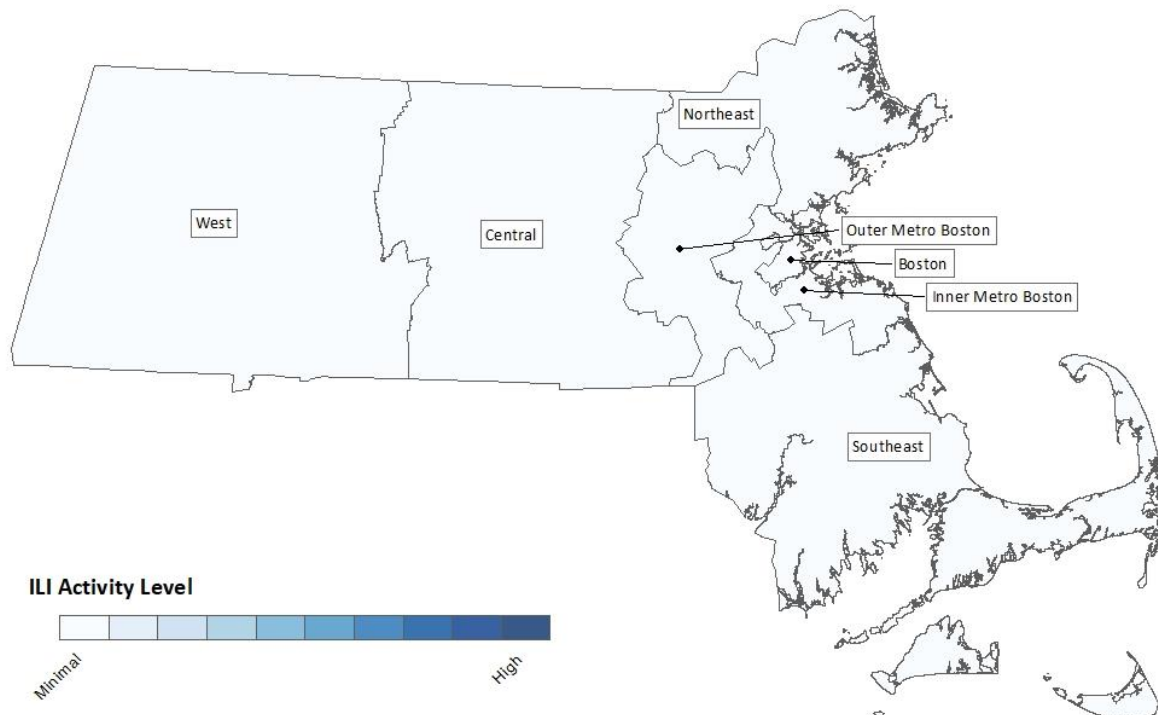 Northeast
West
Central
Outer Metro Boston
Boston
Inner Metro Boston
Southeast
ILI Activity Level
Minimal
High